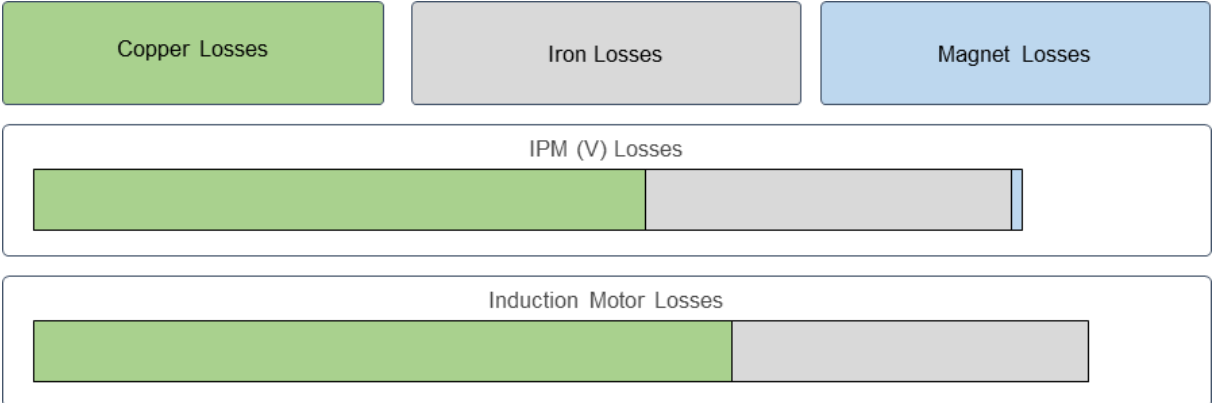 Copper Losses
Iron Losses
Magnet Losses
IPM (V) Losses
Induction Motor Losses